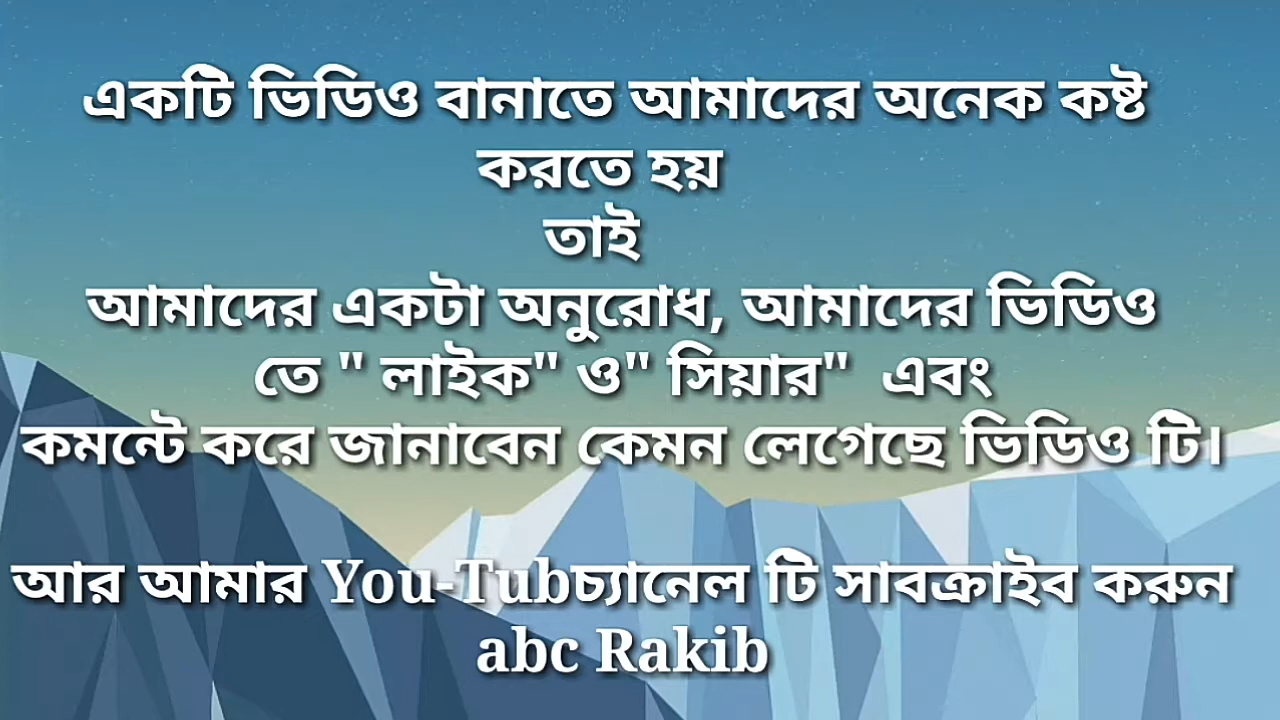 একটি ভিডিও বানাতে আমাদের অনেক কষ্ট
করতে হয়
তাই
আমাদের একটা অনুরোধ, আমাদের ভিডিও
তে " লাইক" ও" সিয়ার"  এবং
কমন্টে করে জানাবেন কেমন লেগেছে ভিডিও টি।
আর আমার You-Tubচ্যানেল টি সাবক্রাইব করুন
abc Rakib